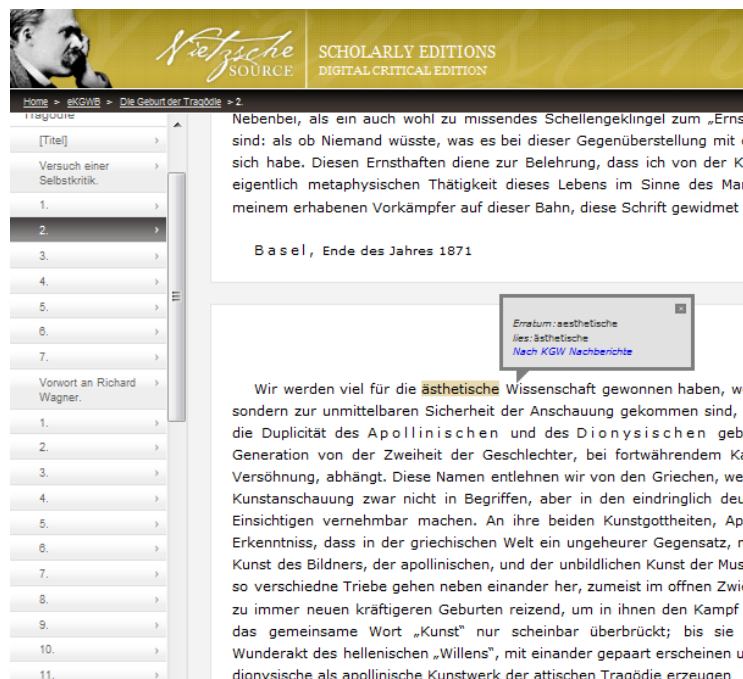 Nietzsche
SOURCE
SCHOLARLY EDITIONS
DIGITAL CRITICAL EDITION
Home > eKGWB > Die Geburt der Tragödie > 2.
Tragödie
[Titel]
Versuch einer
Selbstkritik.
1.
2.
3.
4.
5.
6.
7.
Vorwort an Richard
Wagner.
1.
2.
3.
4.
5.
6.
7.
8.
9.
10.
11.
Nebenbei, als ein auch wohl zu missendes Schellengeklingel zum „Erns
sind: als ob Niemand wüsste, was es bei dieser Gegenüberstellung mit
sich habe. Diesen Ernsthaften diene zur Belehrung, dass ich von der K
eigentlich metaphysischen Thätigkeit dieses Lebens im Sinne des Ma
meinem erhabenen Vorkämpfer auf dieser Bahn, diese Schrift gewidmet
Basel, Ende des Jahres 1871
Erratum: aesthetische
lies: ästhetische
Nach KGW Nachberichte
Wir werden viel für die ästhetische Wissenschaft gewonnen haben, w
sondern zur unmittelbaren Sicherheit der Anschauung gekommen sind,
die Duplicität des Apollinischen und des Dionysischen geb
Generation von der Zweiheit der Geschlechter, bei fortwährendem Ka
Versöhnung, abhängt. Diese Namen entlehnen wir von den Griechen, we
Kunstanschauung zwar nicht in Begriffen, aber in den eindringlich deu
Einsichtigen vernehmbar machen. An ihre beiden Kunstgottheiten, Ap
Erkenntniss, dass in der griechischen Welt ein ungeheurer Gegensatz,
Kunst des Bildners, der apollinischen, und der unbildlichen Kunst der Mus
so verschiedne Triebe gehen neben einander her, zumeist im offnen Zwi
zu immer neuen kräftigeren Geburten reizend, um in ihnen den Kampf
das gemeinsame Wort „Kunst" nur scheinbar überbrückt; bis sie
Wunderakt des hellenischen „Willens", mit einander gepaart erscheinen u
dionysische als apollinische Kunstwerk der attischen Tragödie erzeugen